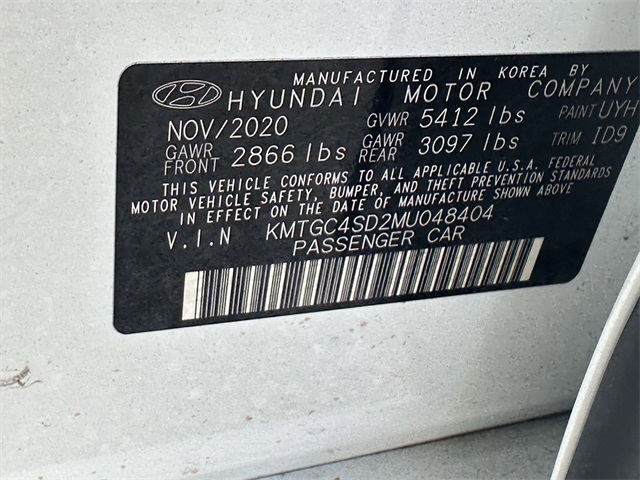 MANUFACTURED IN KOREA BY
HYUNDAI MOTOR COMPANY
NOV/2020 GVWR 5412 lbs PAINT UYH
GAWR FRONT 2866 lbs GAWR REAR 3097 lbs TRIM ID9
THIS VEHICLE CONFORMS TO ALL APPLICABLE U.S.A. FEDERAL
MOTOR VEHICLE SAFETY, BUMPER, AND THEFT PREVENTION STANDARDS
IN EFFECT ON THE DATE OF MANUFACTURE SHOWN ABOVE
V.I.N KMTGC4SD2MU048404
PASSENGER CAR